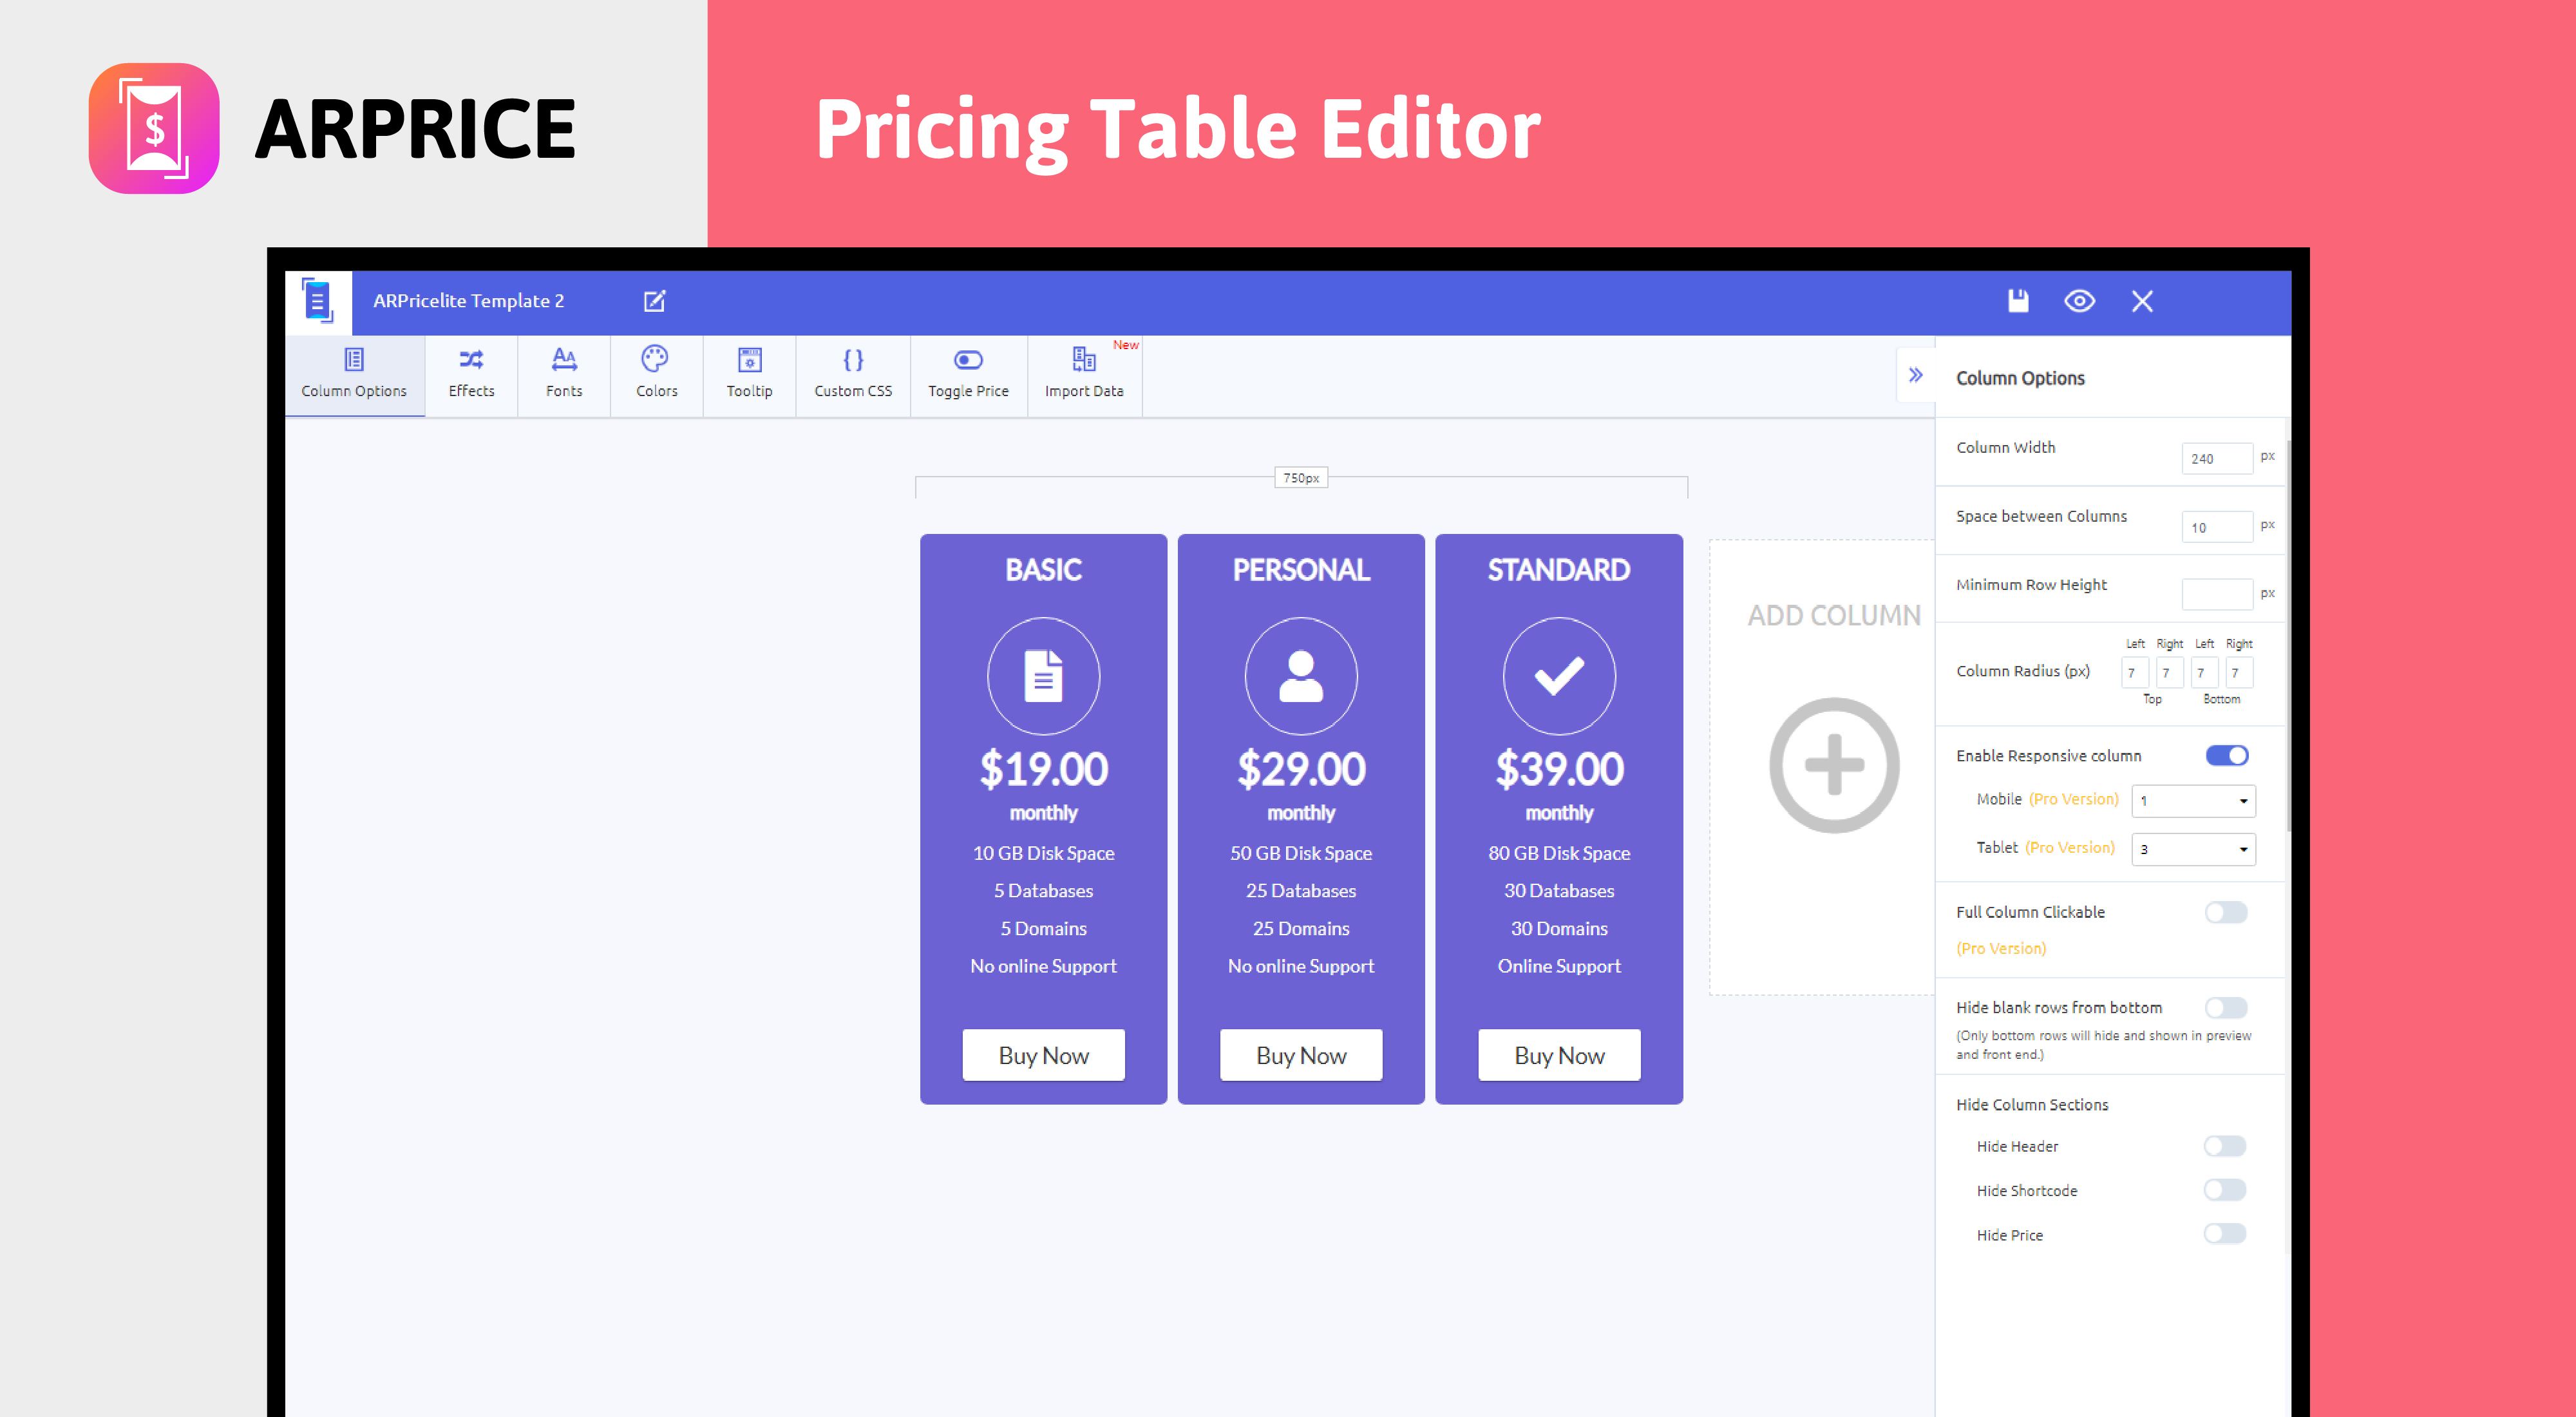 $
ARPRICE
Pricing Table Editor
ARPricelite Template 2
Column Options
Effects
Fonts
Colors
Tooltip
Custom CSS
Toggle Price
Import Data
New
750px
BASIC
$19.00
monthly
10 GB Disk Space
5 Databases
5 Domains
No online Support
Buy Now
PERSONAL
$29.00
monthly
50 GB Disk Space
25 Databases
25 Domains
No online Support
Buy Now
STANDARD
$39.00
monthly
80 GB Disk Space
30 Databases
30 Domains
Online Support
Buy Now
ADD COLUMN
Column Options
Column Width 240 px
Space between Columns 10 px
Minimum Row Height px
Left Right Left Right
Column Radius (px) 7 7 7 7
Top Bottom
Enable Responsive column
Mobile (Pro Version) 1
Tablet (Pro Version) 3
Full Column Clickable
(Pro Version)
Hide blank rows from bottom
(Only bottom rows will hide and shown in preview
and front end.)
Hide Column Sections
Hide Header
Hide Shortcode
Hide Price